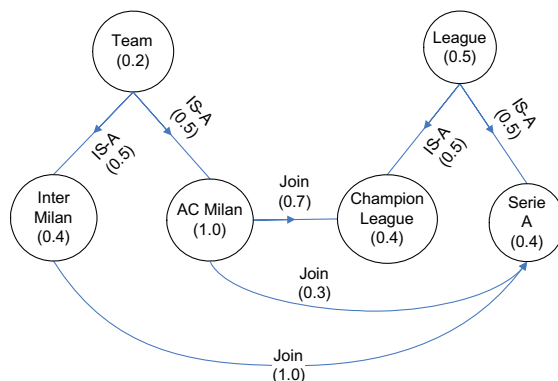 Team
(0.2)
League
(0.5)
IS-A
(0.5)
IS-A
(0.5)
IS-A
(0.5)
IS-A
(0.5)
Inter
Milan
(0.4)
AC Milan
(1.0)
Join
(0.7)
Champion
League
(0.4)
Serie
A
(0.4)
Join
(0.3)
Join
(1.0)